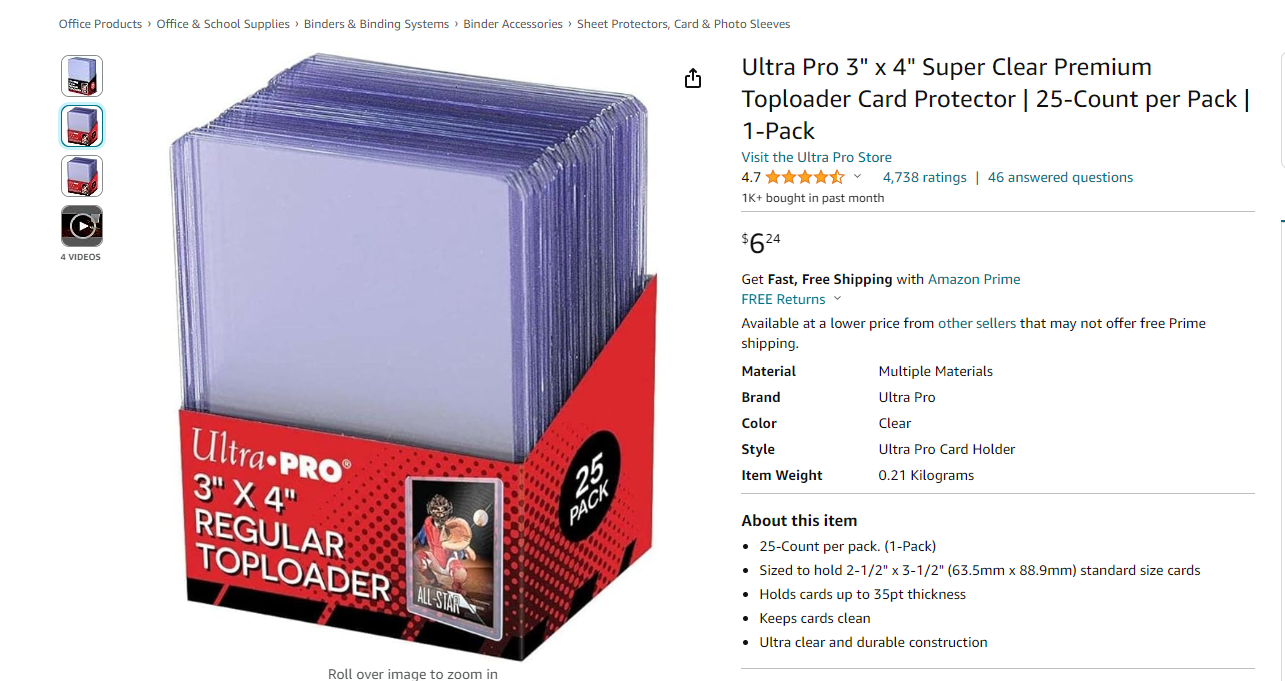 Office Products › Office & School Supplies › Binders & Binding Systems › Binder Accessories › Sheet Protectors, Card & Photo Sleeves
4 VIDEOS
Ultra•PRO®
3" X 4"
REGULAR
TOPLOADER
25
PACK
ALL-STAR
Roll over image to zoom in
Ultra Pro 3" x 4" Super Clear Premium
Toploader Card Protector | 25-Count per Pack |
1-Pack
Visit the Ultra Pro Store
4.7 4,738 ratings | 46 answered questions
1K+ bought in past month
$6 24
Get Fast, Free Shipping with Amazon Prime
FREE Returns
Available at a lower price from other sellers that may not offer free Prime
shipping.
Material Multiple Materials
Brand Ultra Pro
Color Clear
Style Ultra Pro Card Holder
Item Weight 0.21 Kilograms
About this item
• 25-Count per pack. (1-Pack)
• Sized to hold 2-1/2" x 3-1/2" (63.5mm x 88.9mm) standard size cards
• Holds cards up to 35pt thickness
• Keeps cards clean
• Ultra clear and durable construction